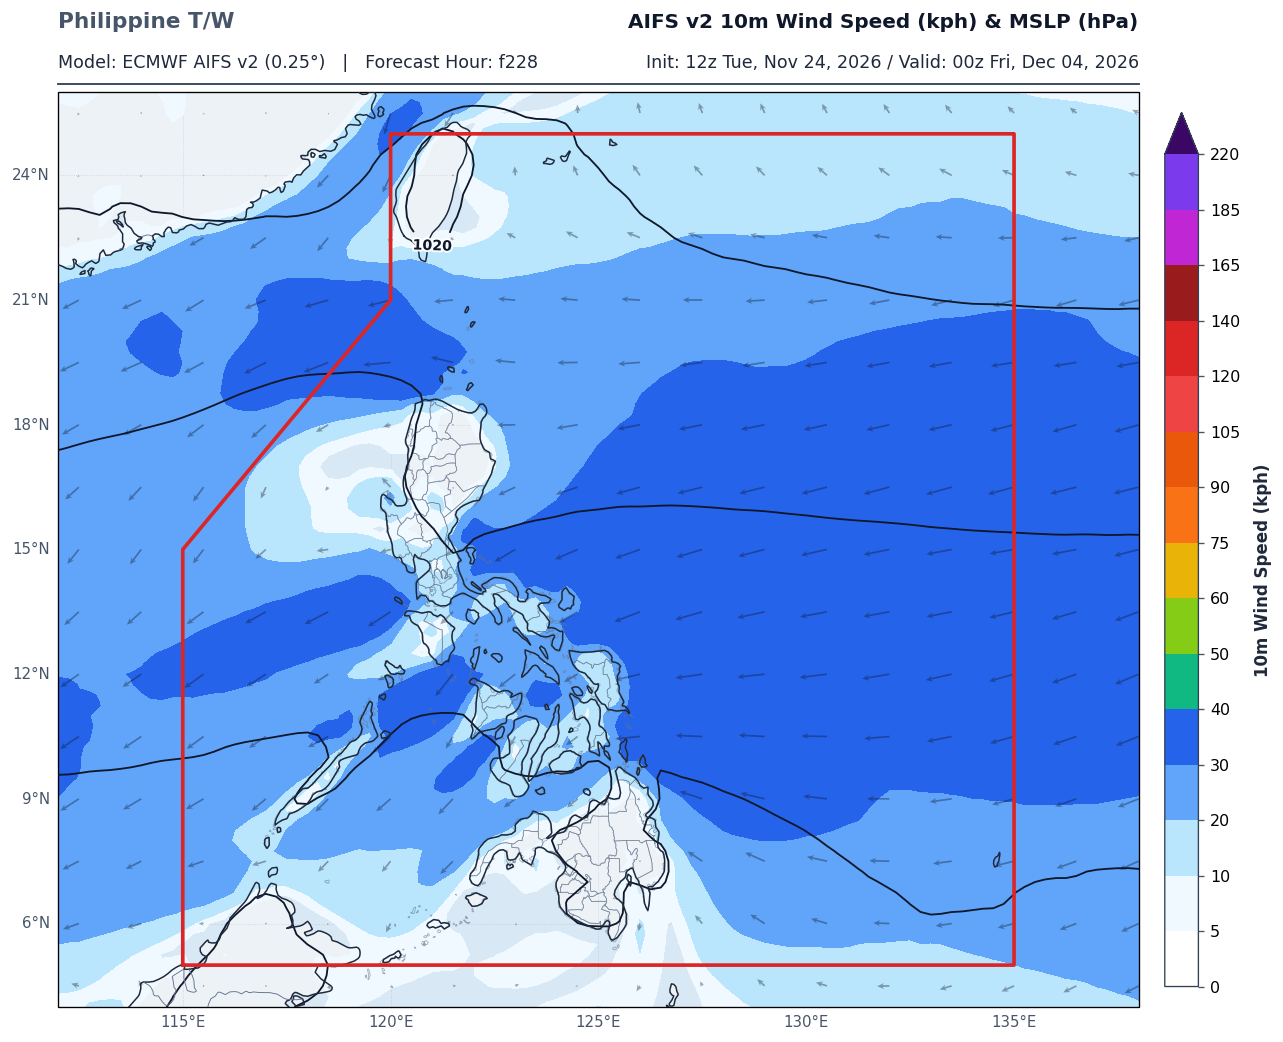 Philippine T/W
AIFS v2 10m Wind Speed (kph) & MSLP (hPa)
Model: ECMWF AIFS v2 (0.25°) | Forecast Hour: f228
Init: 12z Tue, Nov 24, 2026 / Valid: 00z Fri, Dec 04, 2026
24°N
21°N
18°N
15°N
12°N
9°N
6°N
1020
115°E
120°E
125°E
130°E
135°E
220
185
165
140
120
105
90
75
60
50
40
30
20
10
5
0
10m Wind Speed (kph)